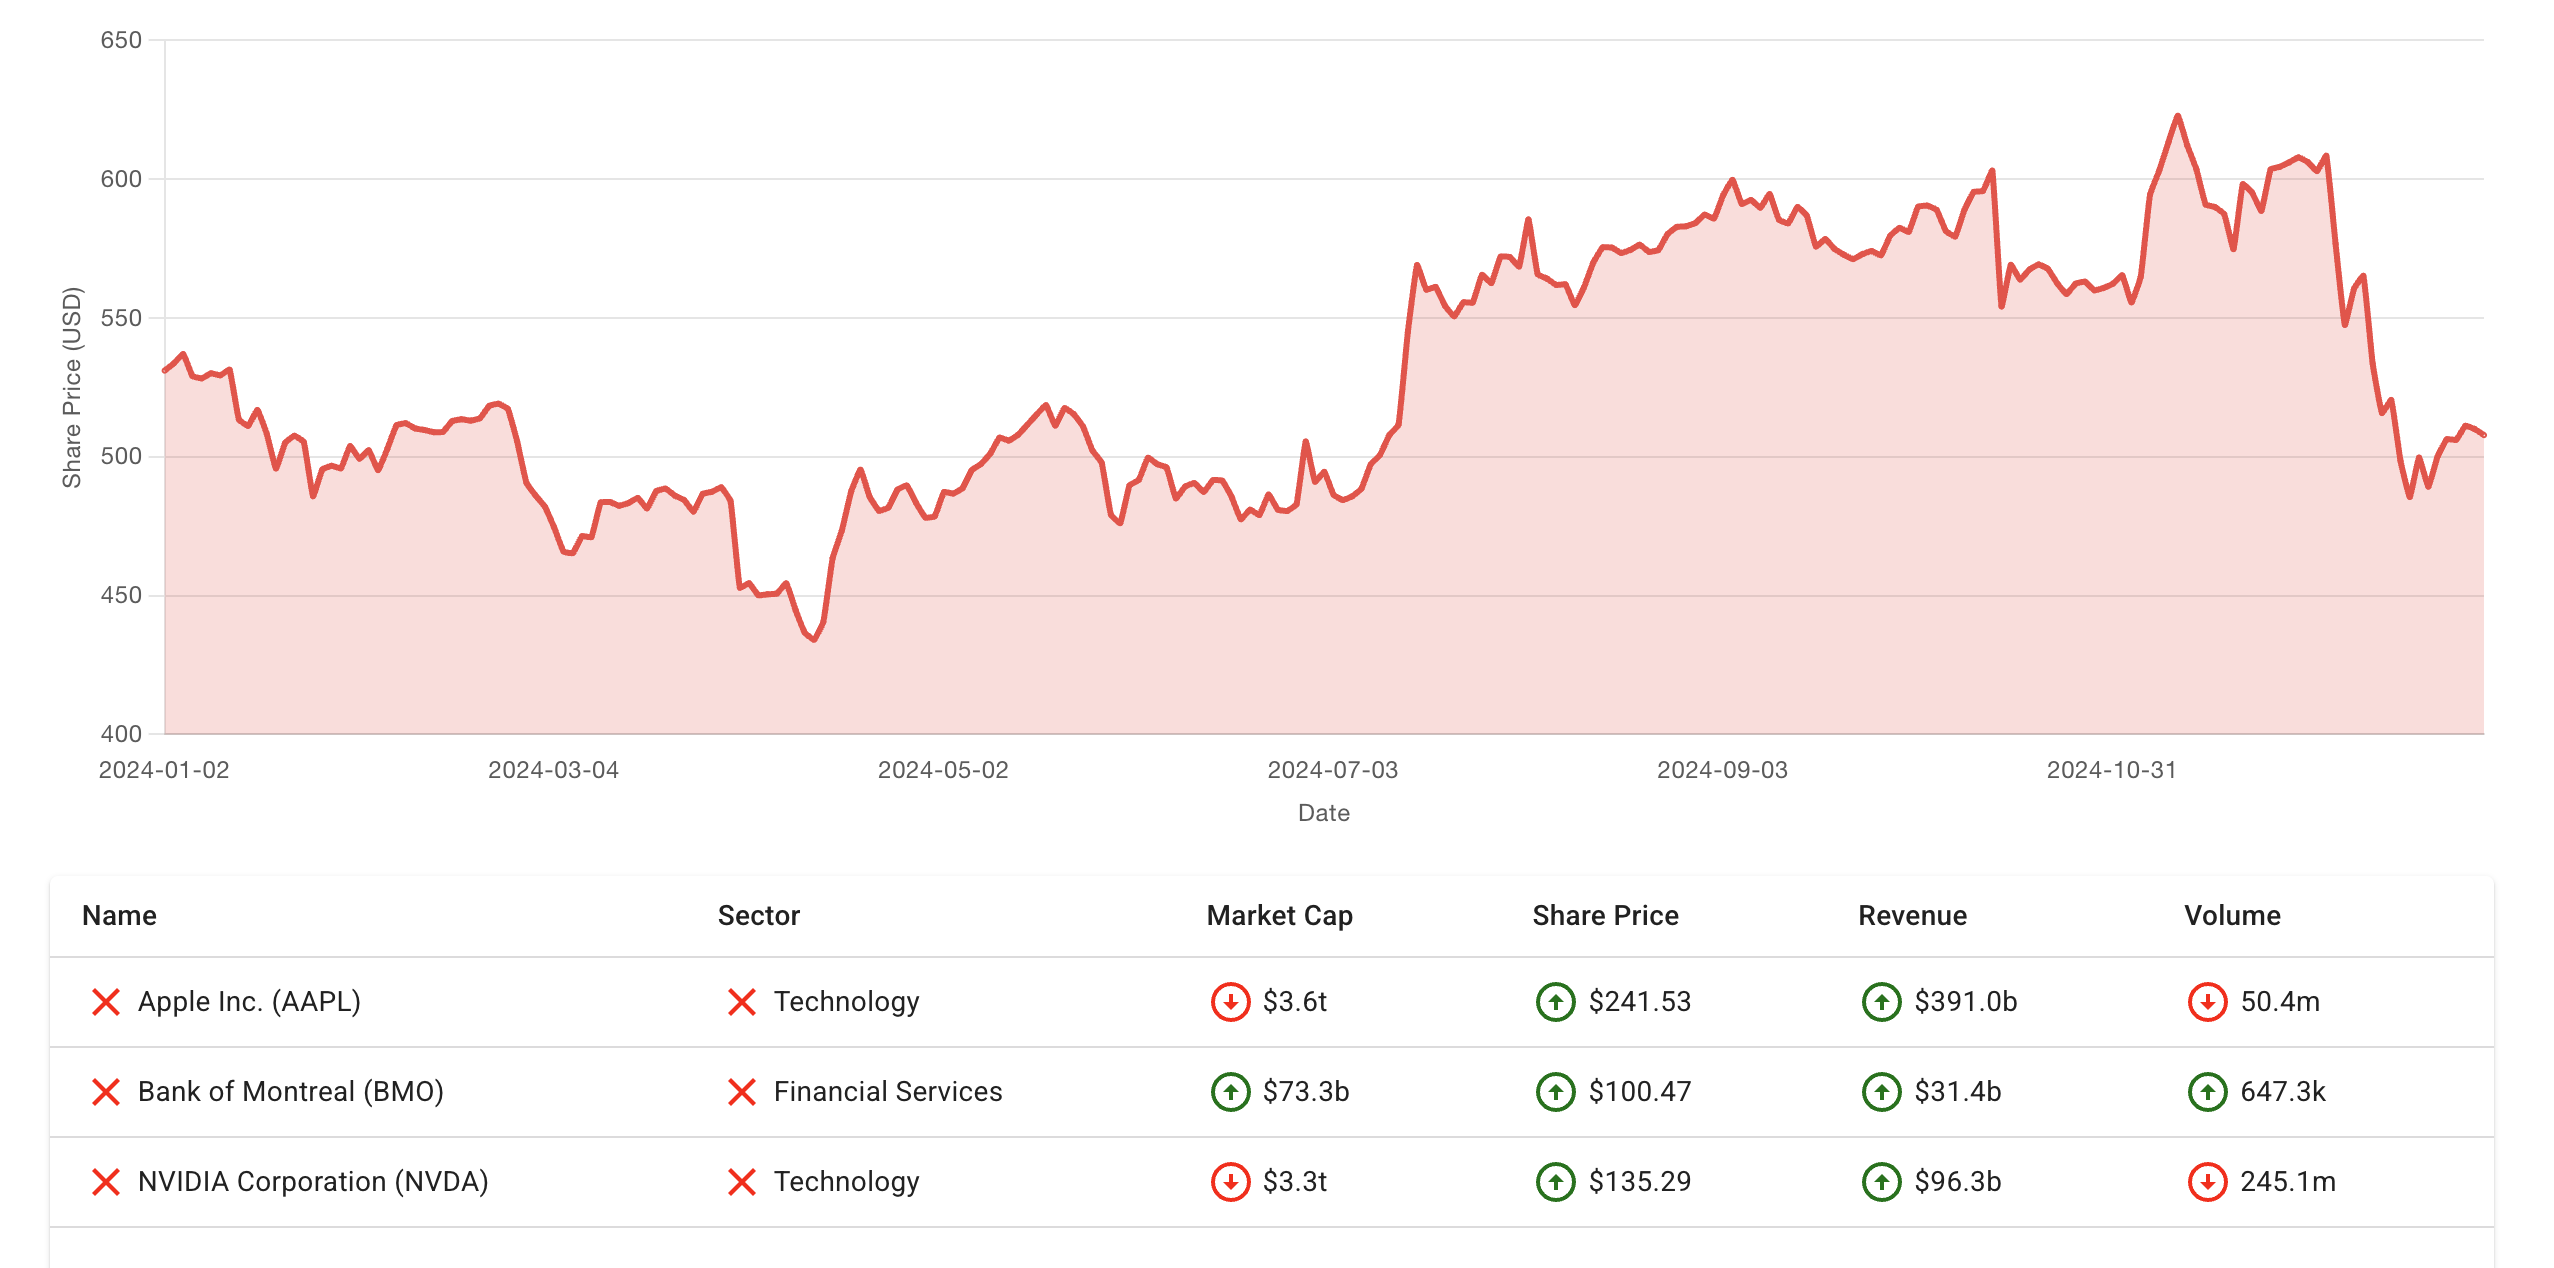 650
600
550
500
450
400
Share Price (USD)
2024-01-02 2024-03-04 2024-05-02 2024-07-03 2024-09-03 2024-10-31
Date
Name Sector Market Cap Share Price Revenue Volume
Apple Inc. (AAPL) Technology $3.6t $241.53 $391.0b 50.4m
Bank of Montreal (BMO) Financial Services $73.3b $100.47 $31.4b 647.3k
NVIDIA Corporation (NVDA) Technology $3.3t $135.29 $96.3b 245.1m